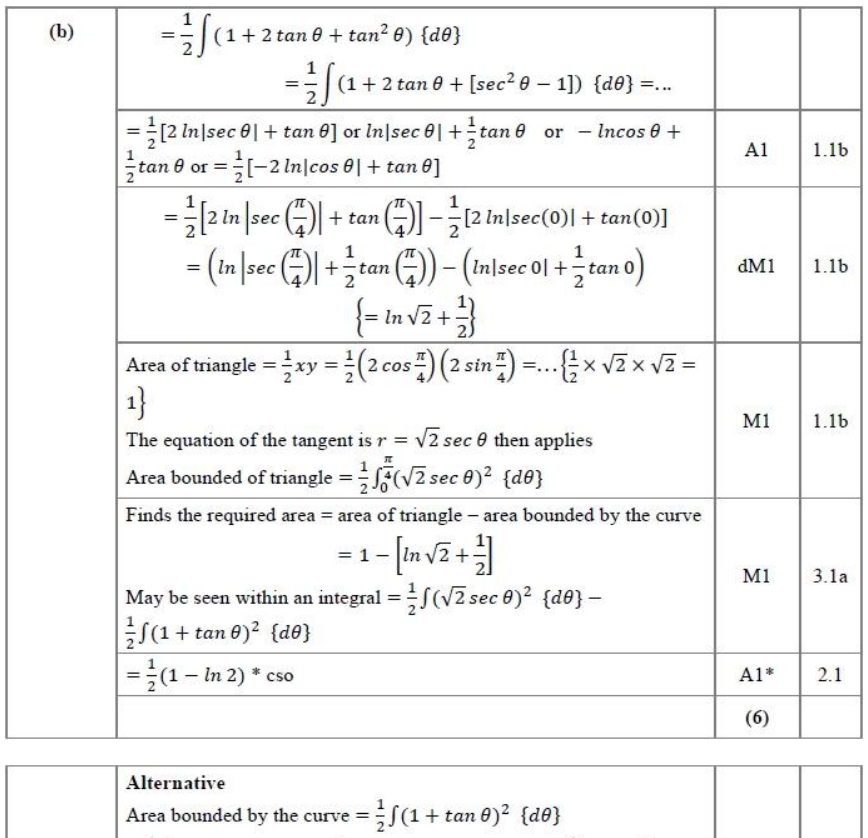 (b)
= 1/2 ∫ (1 + 2 tan θ + tan² θ) {dθ}
= 1/2 ∫ (1 + 2 tan θ + [sec² θ − 1]) {dθ} =...
= 1/2 [2 ln|sec θ| + tan θ] or ln|sec θ| + 1/2 tan θ or − lncos θ +
1/2 tan θ or = 1/2 [−2 ln|cos θ| + tan θ]
A1 1.1b
= 1/2 [2 ln |sec (π/4)| + tan (π/4)] − 1/2 [2 ln|sec(0)| + tan(0)]
= (ln |sec (π/4)| + 1/2 tan (π/4)) − (ln|sec 0| + 1/2 tan 0)
{= ln √2 + 1/2}
dM1 1.1b
Area of triangle = 1/2 xy = 1/2 (2 cos π/4)(2 sin π/4) =...{1/2 × √2 × √2 =
1}
The equation of the tangent is r = √2 sec θ then applies
Area bounded of triangle = 1/2 ∫₀^(π/4) (√2 sec θ)² {dθ}
M1 1.1b
Finds the required area = area of triangle – area bounded by the curve
= 1 − [ln √2 + 1/2]
May be seen within an integral = 1/2 ∫(√2 sec θ)² {dθ} −
1/2 ∫(1 + tan θ)² {dθ}
M1 3.1a
= 1/2 (1 − ln 2) * cso
A1* 2.1
(6)
Alternative
Area bounded by the curve = 1/2 ∫(1 + tan θ)² {dθ}